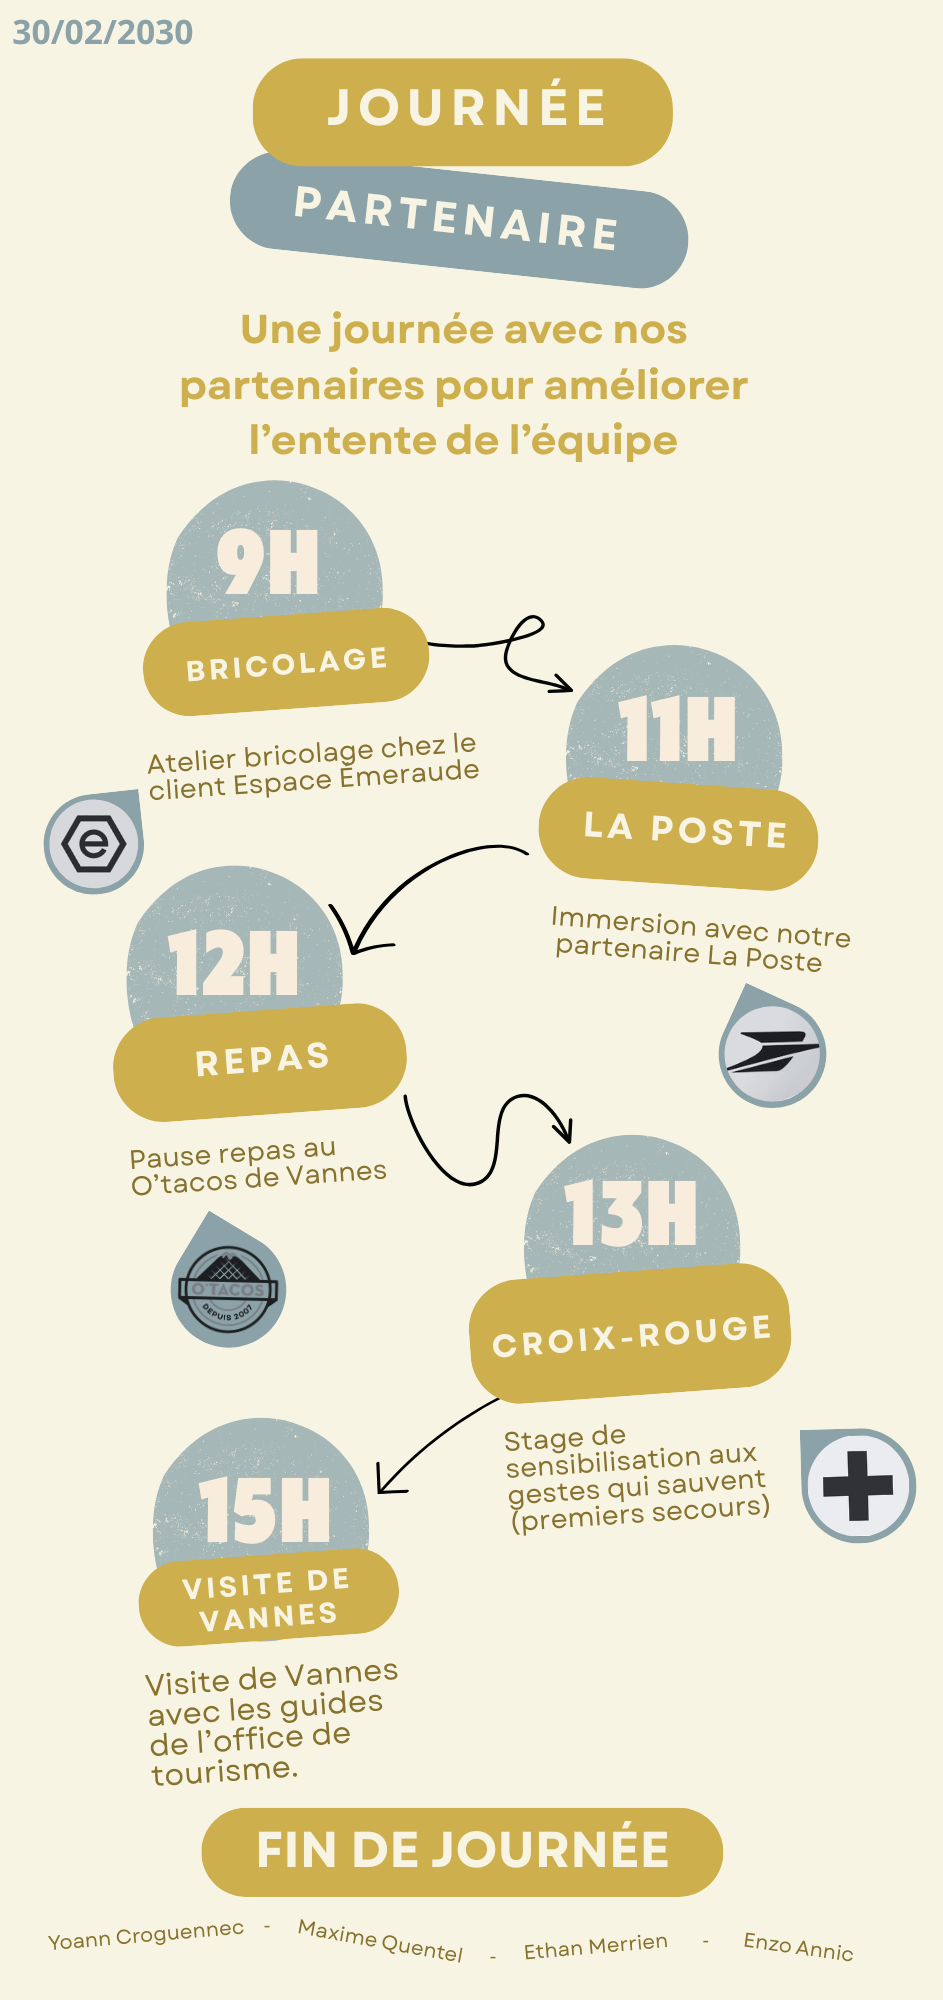 30/02/2030
JOURNÉE
PARTENAIRE
Une journée avec nos
partenaires pour améliorer
l'entente de l'équipe
9H
BRICOLAGE
Atelier bricolage chez le
client Espace Émeraude
e
11H
LA POSTE
Immersion avec notre
partenaire La Poste
12H
REPAS
Pause repas au
O'tacos de Vannes
O'TACOS
DEPUIS 2007
13H
CROIX-ROUGE
Stage de
sensibilisation aux
gestes qui sauvent
(premiers secours)
15H
VISITE DE
VANNES
Visite de Vannes
avec les guides
de l'office de
tourisme.
FIN DE JOURNÉE
Yoann Croguennec - Maxime Quentel - Ethan Merrien - Enzo Annic